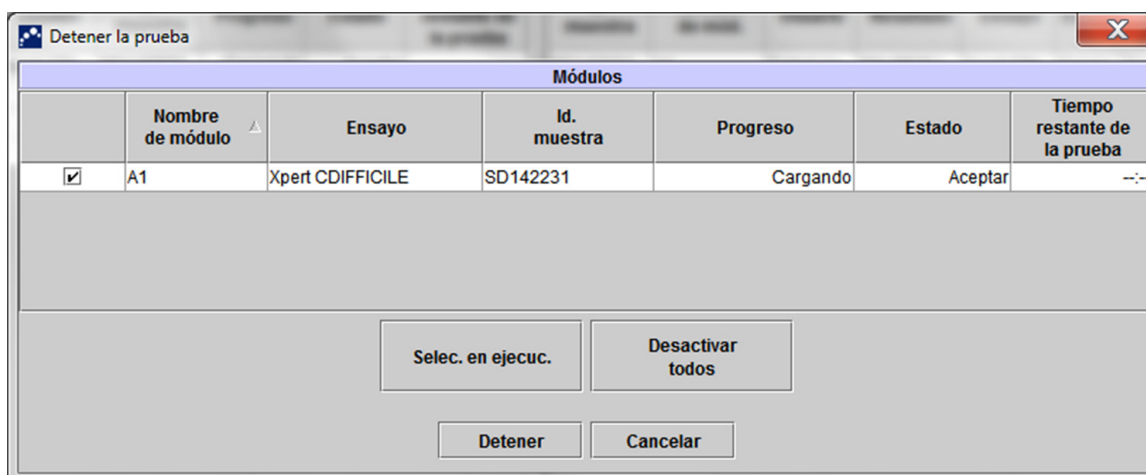 Detener la prueba
Módulos
Nombre de módulo Ensayo Id. muestra Progreso Estado Tiempo restante de la prueba
A1 Xpert CDIFFICILE SD142231 Cargando Aceptar --:--
Selec. en ejecuc.
Desactivar
todos
Detener Cancelar